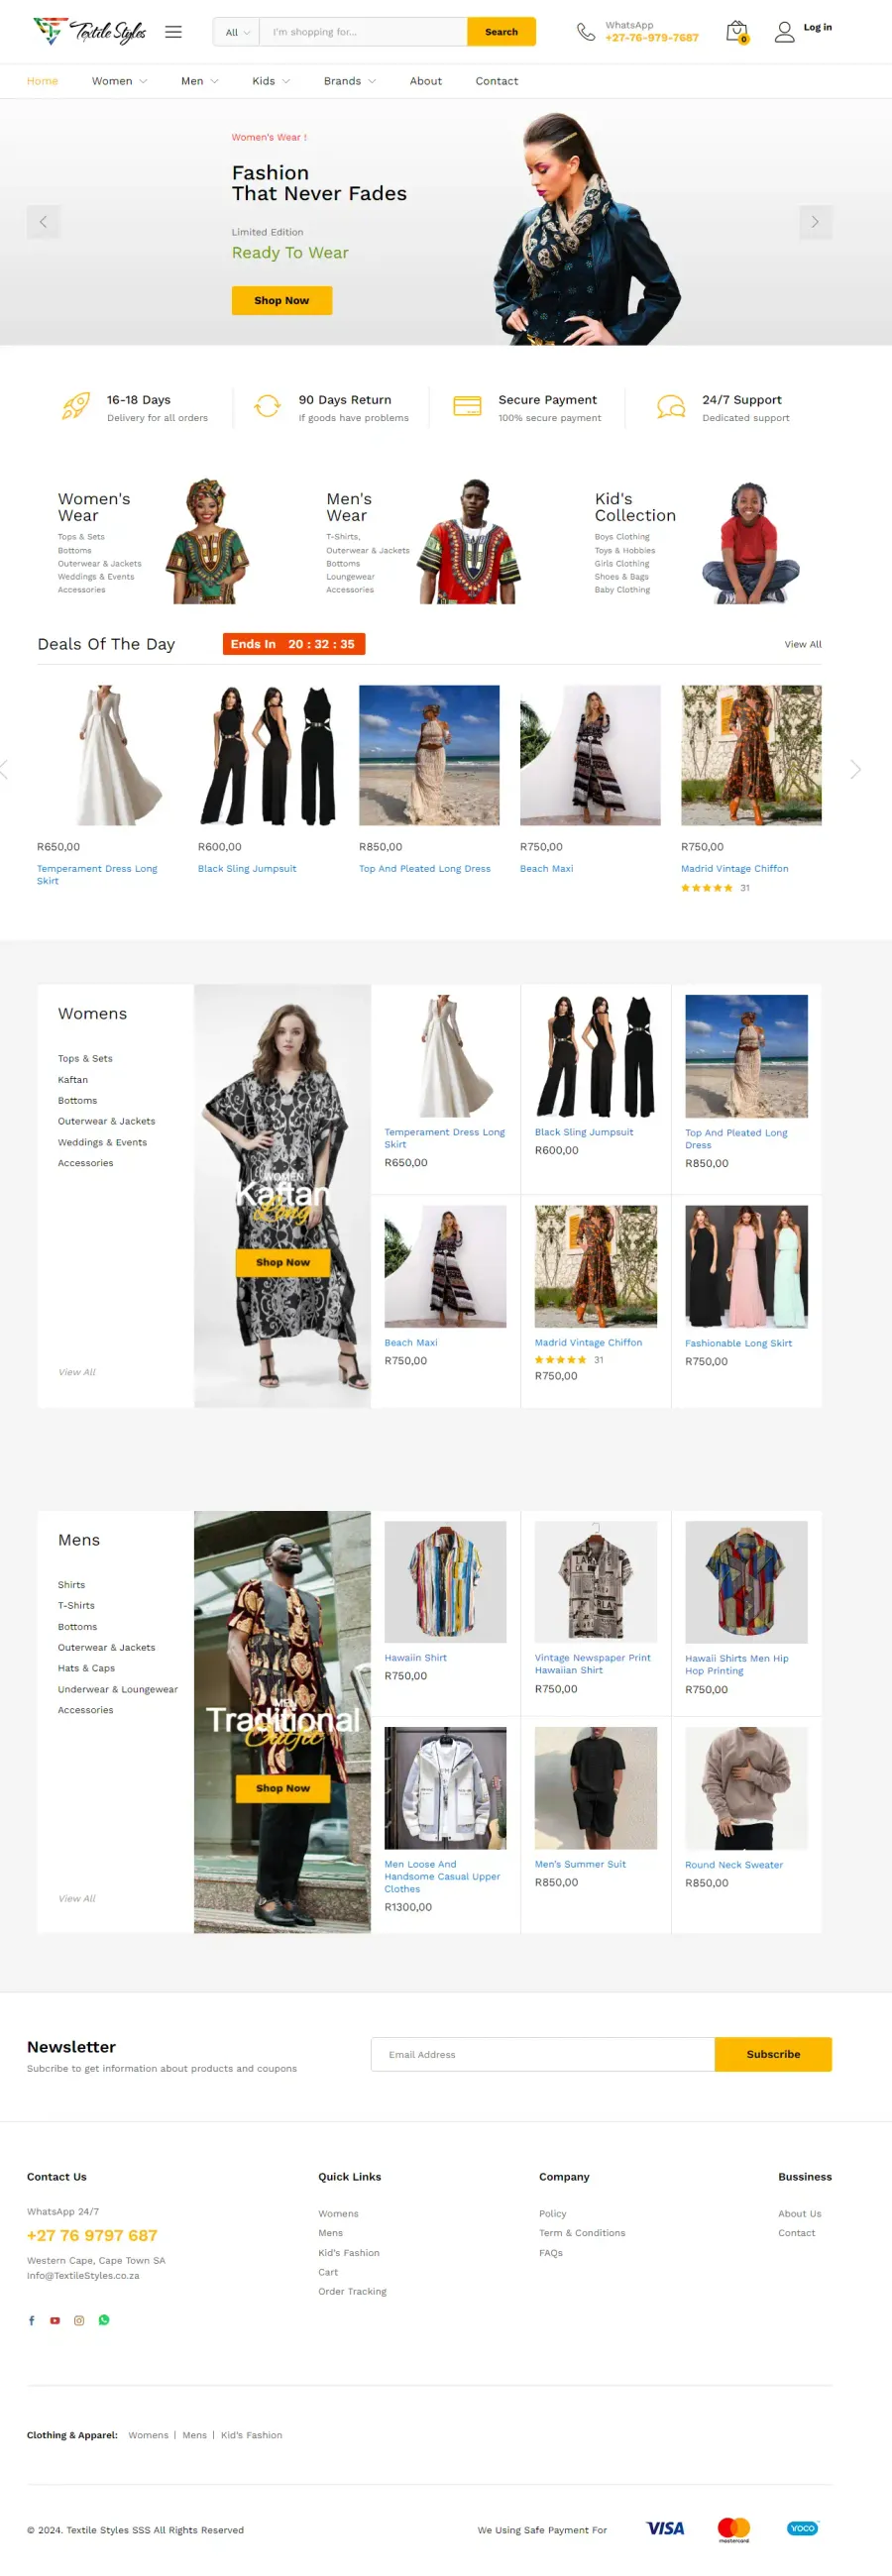 Textile Styles
All
I'm shopping for...
Search
WhatsApp
+27-76-979-7687
0
Log in
Home
Women
Men
Kids
Brands
About
Contact
Women's Wear !
Fashion
That Never Fades
Limited Edition
Ready To Wear
Shop Now
16-18 Days
Delivery for all orders
90 Days Return
If goods have problems
Secure Payment
100% secure payment
24/7 Support
Dedicated support
Women's
Wear
Tops & Sets
Bottoms
Outerwear & Jackets
Weddings & Events
Accessories
Men's
Wear
T-Shirts,
Outerwear & Jackets
Bottoms
Loungewear
Accessories
Kid's
Collection
Boys Clothing
Toys & Hobbies
Girls Clothing
Shoes & Bags
Baby Clothing
Deals Of The Day
Ends In 20 : 32 : 35
View All
R650,00
Temperament Dress Long
Skirt
R600,00
Black Sling Jumpsuit
R850,00
Top And Pleated Long Dress
R750,00
Beach Maxi
R750,00
Madrid Vintage Chiffon
31
Womens
Tops & Sets
Kaftan
Bottoms
Outerwear & Jackets
Weddings & Events
Accessories
View All
WOMEN
Kaftan
Long
Shop Now
Temperament Dress Long
Skirt
R650,00
Black Sling Jumpsuit
R600,00
Top And Pleated Long
Dress
R850,00
Beach Maxi
R750,00
Madrid Vintage Chiffon
31
R750,00
Fashionable Long Skirt
R750,00
Mens
Shirts
T-Shirts
Bottoms
Outerwear & Jackets
Hats & Caps
Underwear & Loungewear
Accessories
View All
MEN
Traditional
Outfit
Shop Now
Hawaiin Shirt
R750,00
Vintage Newspaper Print
Hawaiian Shirt
R750,00
Hawaii Shirts Men Hip
Hop Printing
R750,00
Men Loose And
Handsome Casual Upper
Clothes
R1300,00
Men's Summer Suit
R850,00
Round Neck Sweater
R850,00
Newsletter
Subcribe to get information about products and coupons
Email Address
Subscribe
Contact Us
WhatsApp 24/7
+27 76 9797 687
Western Cape, Cape Town SA
Info@TextileStyles.co.za
Quick Links
Womens
Mens
Kid's Fashion
Cart
Order Tracking
Company
Policy
Term & Conditions
FAQs
Bussiness
About Us
Contact
Clothing & Apparel: Womens | Mens | Kid's Fashion
© 2024. Textile Styles SSS All Rights Reserved
We Using Safe Payment For
VISA
mastercard
YOCO